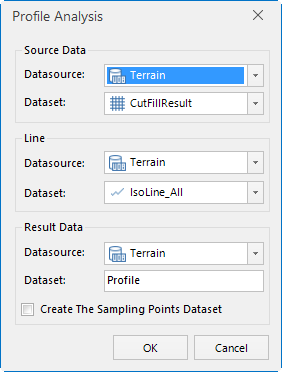 Profile Analysis
Source Data
Datasource: Terrain
Dataset: CutFillResult
Line
Datasource: Terrain
Dataset: IsoLine_All
Result Data
Datasource: Terrain
Dataset: Profile
Create The Sampling Points Dataset
OK Cancel